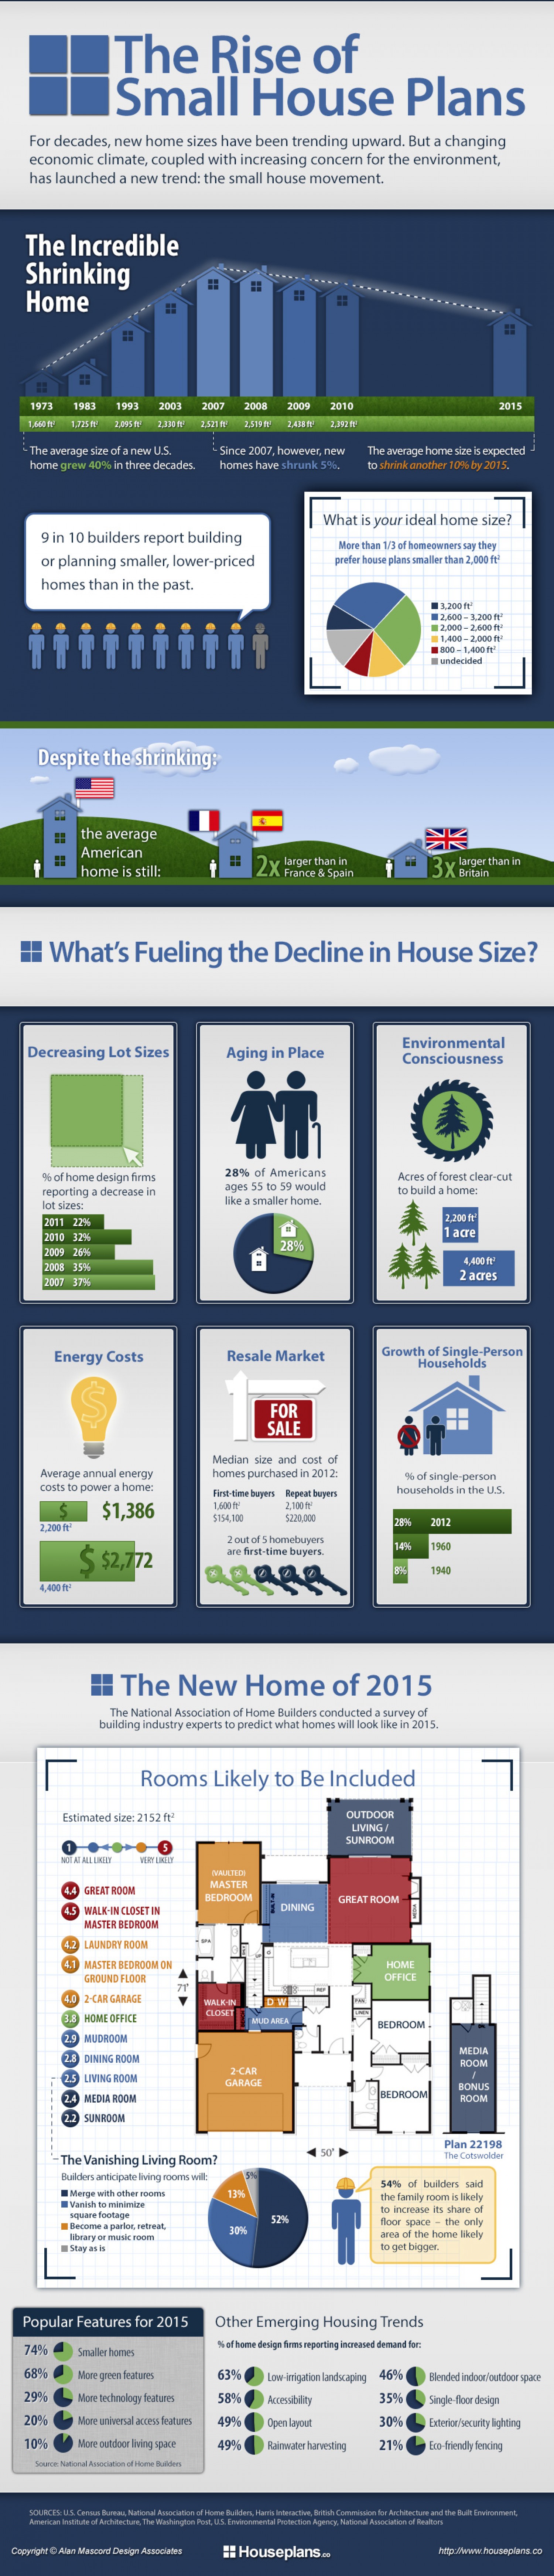 The Rise of
Small House Plans
For decades, new home sizes have been trending upward. But a changing
economic climate, coupled with increasing concern for the environment,
has launched a new trend: the small house movement.
The Incredible
Shrinking
Home
1973 1983 1993 2003 2007 2008 2009 2010 2015
1,660 ft² 1,725 ft² 2,095 ft² 2,330 ft² 2,521 ft² 2,519 ft² 2,438 ft² 2,392 ft²
The average size of a new U.S.
home grew 40% in three decades.
Since 2007, however, new
homes have shrunk 5%.
The average home size is expected
to shrink another 10% by 2015.
9 in 10 builders report building
or planning smaller, lower-priced
homes than in the past.
What is your ideal home size?
More than 1/3 of homeowners say they
prefer house plans smaller than 2,000 ft²
3,200 ft²
2,600 – 3,200 ft²
2,000 – 2,600 ft²
1,400 – 2,000 ft²
800 – 1,400 ft²
undecided
Despite the shrinking:
the average
American
home is still:
2x larger than in
France & Spain
3x larger than in
Britain
What's Fueling the Decline in House Size?
Decreasing Lot Sizes
% of home design firms
reporting a decrease in
lot sizes:
2011 22%
2010 32%
2009 26%
2008 35%
2007 37%
Aging in Place
28% of Americans
ages 55 to 59 would
like a smaller home.
28%
Environmental
Consciousness
Acres of forest clear-cut
to build a home:
2,200 ft²
1 acre
4,400 ft²
2 acres
Energy Costs
$
Average annual energy
costs to power a home:
$ $1,386
2,200 ft²
$ $2,772
4,400 ft²
Resale Market
FOR
SALE
Median size and cost of
homes purchased in 2012:
First-time buyers Repeat buyers
1,600 ft² 2,100 ft²
$154,100 $220,000
2 out of 5 homebuyers
are first-time buyers.
Growth of Single-Person
Households
% of single-person
households in the U.S.
28% 2012
14% 1960
8% 1940
The New Home of 2015
The National Association of Home Builders conducted a survey of
building industry experts to predict what homes will look like in 2015.
Rooms Likely to Be Included
Estimated size: 2152 ft²
1 5
NOT AT ALL LIKELY VERY LIKELY
4.4 GREAT ROOM
4.5 WALK-IN CLOSET IN
MASTER BEDROOM
4.2 LAUNDRY ROOM
4.1 MASTER BEDROOM ON
GROUND FLOOR
4.0 2-CAR GARAGE
3.8 HOME OFFICE
2.9 MUDROOM
2.8 DINING ROOM
2.5 LIVING ROOM
2.4 MEDIA ROOM
2.2 SUNROOM
OUTDOOR
LIVING /
SUNROOM
(VAULTED)
MASTER
BEDROOM
BUILT-IN
DINING
GREAT ROOM
MEDIA
SPA
HOME
OFFICE
REF
71'
WALK-IN
CLOSET
D W
PAN
LINEN
MUD AREA
BEDROOM
2-CAR
GARAGE
BEDROOM
MEDIA
ROOM
/
BONUS
ROOM
50'
Plan 22198
The Cotswolder
The Vanishing Living Room?
Builders anticipate living rooms will:
Merge with other rooms
Vanish to minimize
square footage
Become a parlor, retreat,
library or music room
Stay as is
5%
13%
30%
52%
54% of builders said
the family room is likely
to increase its share of
floor space – the only
area of the home likely
to get bigger.
Popular Features for 2015
74% Smaller homes
68% More green features
29% More technology features
20% More universal access features
10% More outdoor living space
Source: National Association of Home Builders
Other Emerging Housing Trends
% of home design firms reporting increased demand for:
63% Low-irrigation landscaping
58% Accessibility
49% Open layout
49% Rainwater harvesting
46% Blended indoor/outdoor space
35% Single-floor design
30% Exterior/security lighting
21% Eco-friendly fencing
SOURCES: U.S. Census Bureau, National Association of Home Builders, Harris Interactive, British Commission for Architecture and the Built Environment,
American Institute of Architecture, The Washington Post, U.S. Environmental Protection Agency, National Association of Realtors
Copyright © Alan Mascord Design Associates
Houseplans.co
http://www.houseplans.co